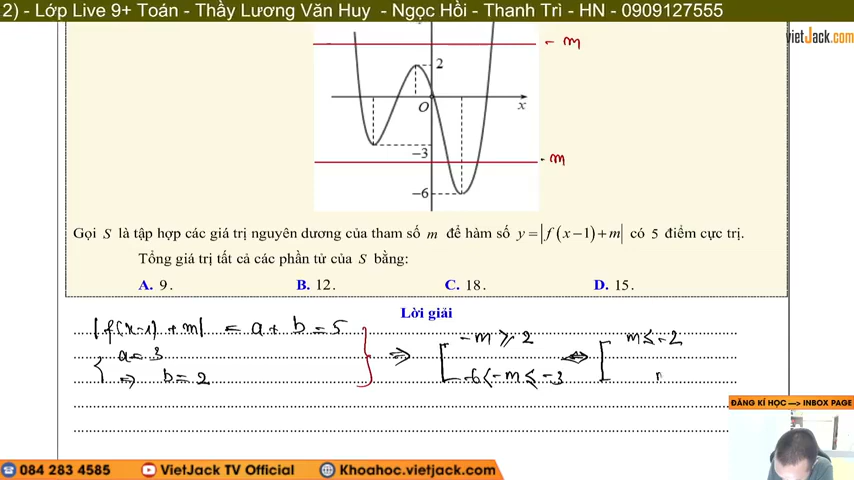 2) - Lớp Live 9+ Toán - Thầy Lương Văn Huy - Ngọc Hồi - Thanh Trì - HN - 0909127555
vietJack.com
- m
2
O
x
-3
- m
-6
Gọi S là tập hợp các giá trị nguyên dương của tham số m để hàm số y = |f(x-1)+m| có 5 điểm cực trị.
Tổng giá trị tất cả các phần tử của S bằng:
A. 9. B. 12. C. 18. D. 15.
Lời giải
|f(x-1)+m| = a + b = 5
a = 3
⇒ b = 2
⇒ -m ≥ 2
-6 < -m ≤ -3
⇔ m ≤ -2
ĐĂNG KÍ HỌC —> INBOX PAGE
084 283 4585 VietJack TV Official Khoahoc.vietjack.com